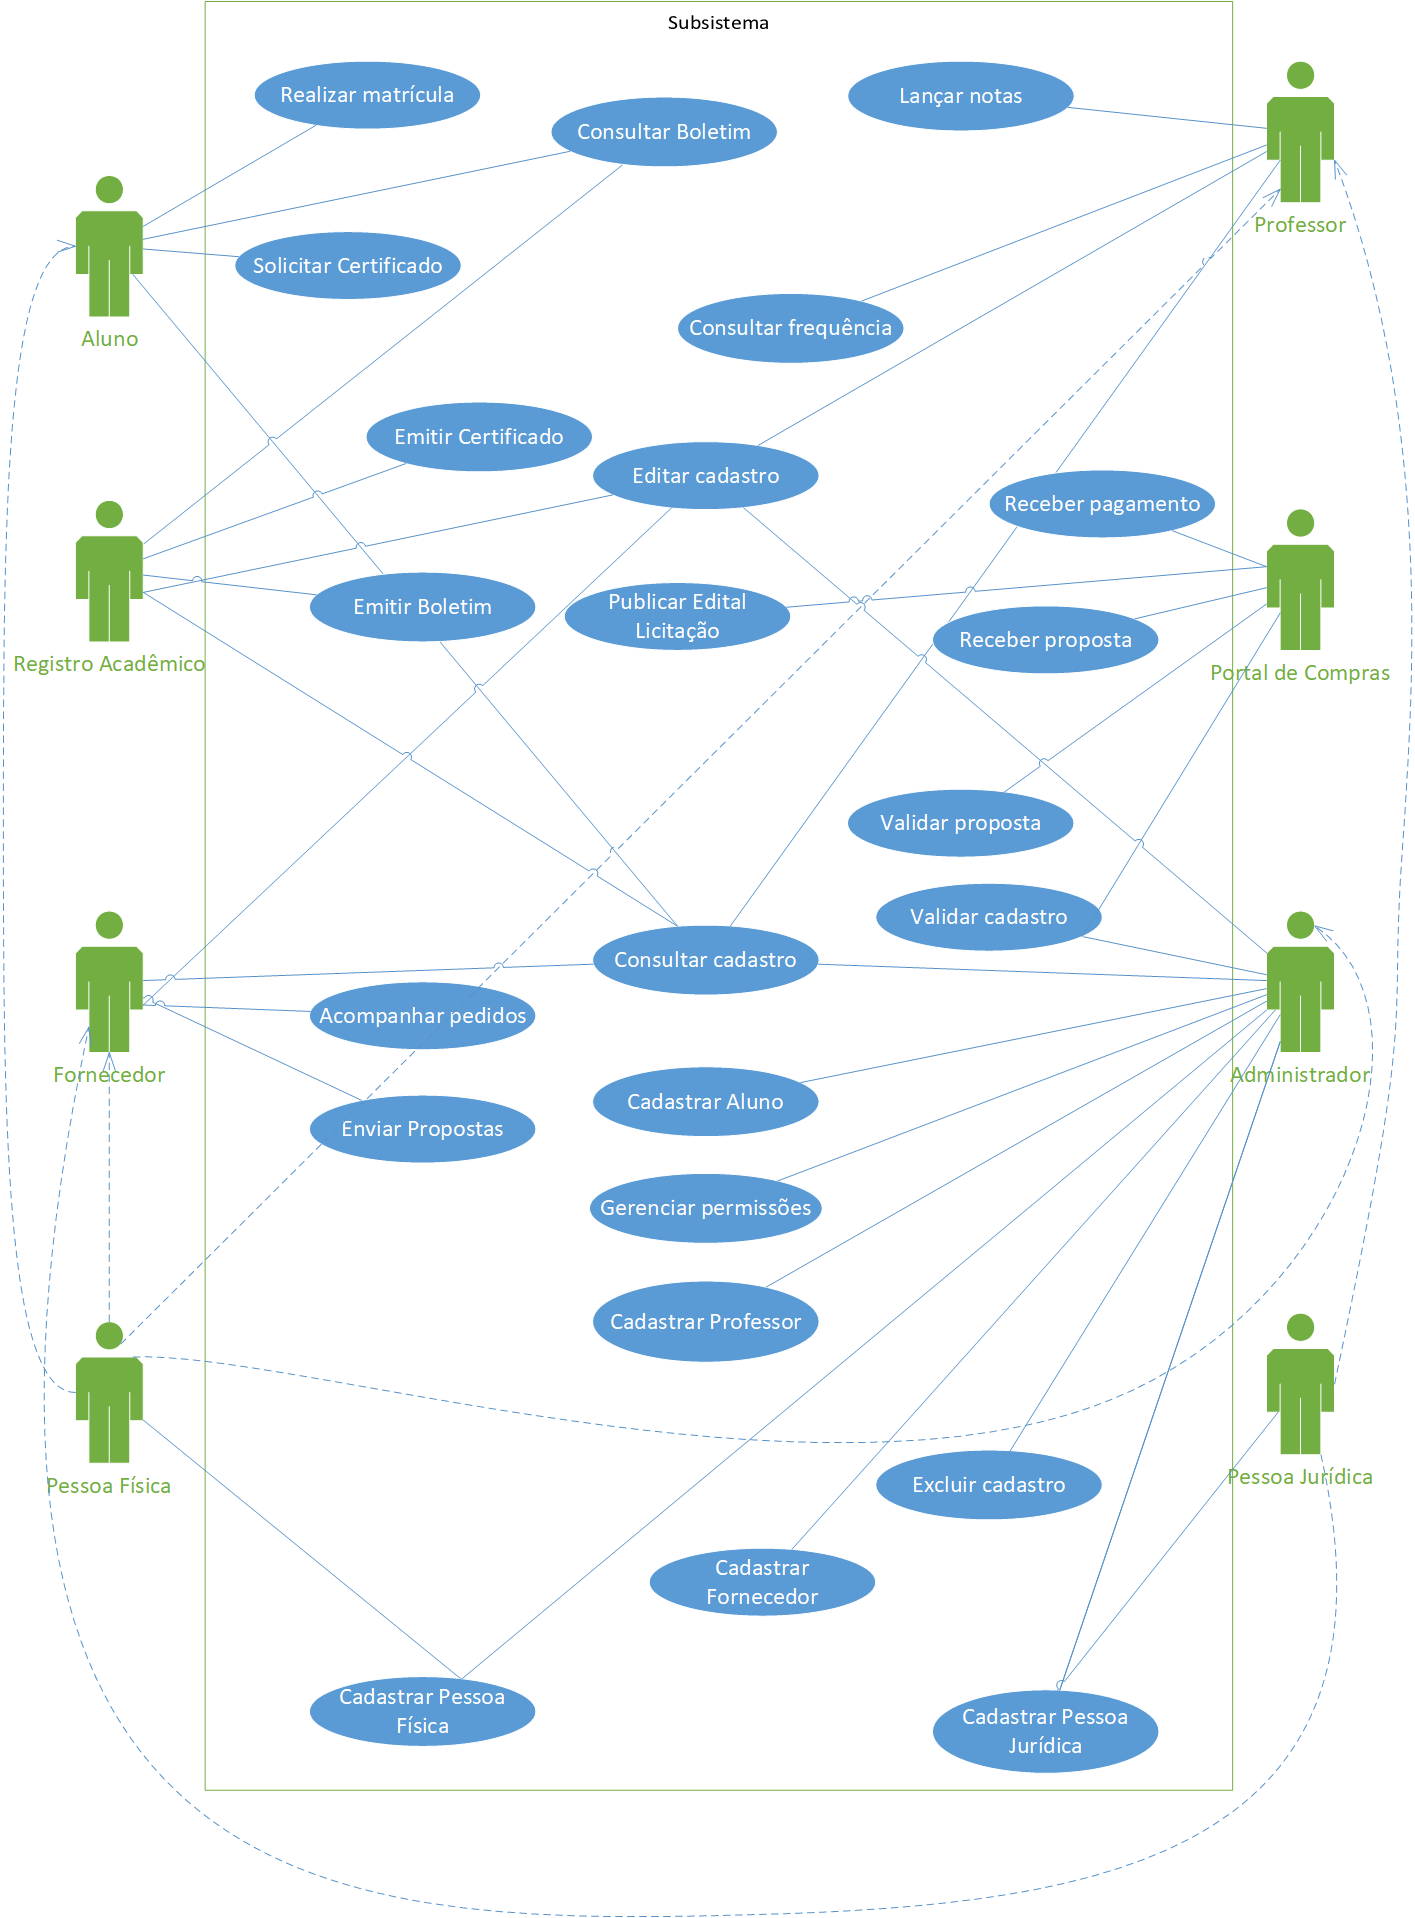 Subsistema
Realizar matrícula
Lançar notas
Consultar Boletim
Professor
Solicitar Certificado
Consultar frequência
Aluno
Emitir Certificado
Editar cadastro
Receber pagamento
Emitir Boletim
Publicar Edital
Licitação
Receber proposta
Registro Acadêmico
Portal de Compras
Validar proposta
Validar cadastro
Consultar cadastro
Acompanhar pedidos
Fornecedor
Administrador
Cadastrar Aluno
Enviar Propostas
Gerenciar permissões
Cadastrar Professor
Pessoa Física
Pessoa Jurídica
Excluir cadastro
Cadastrar
Fornecedor
Cadastrar Pessoa
Física
Cadastrar Pessoa
Jurídica